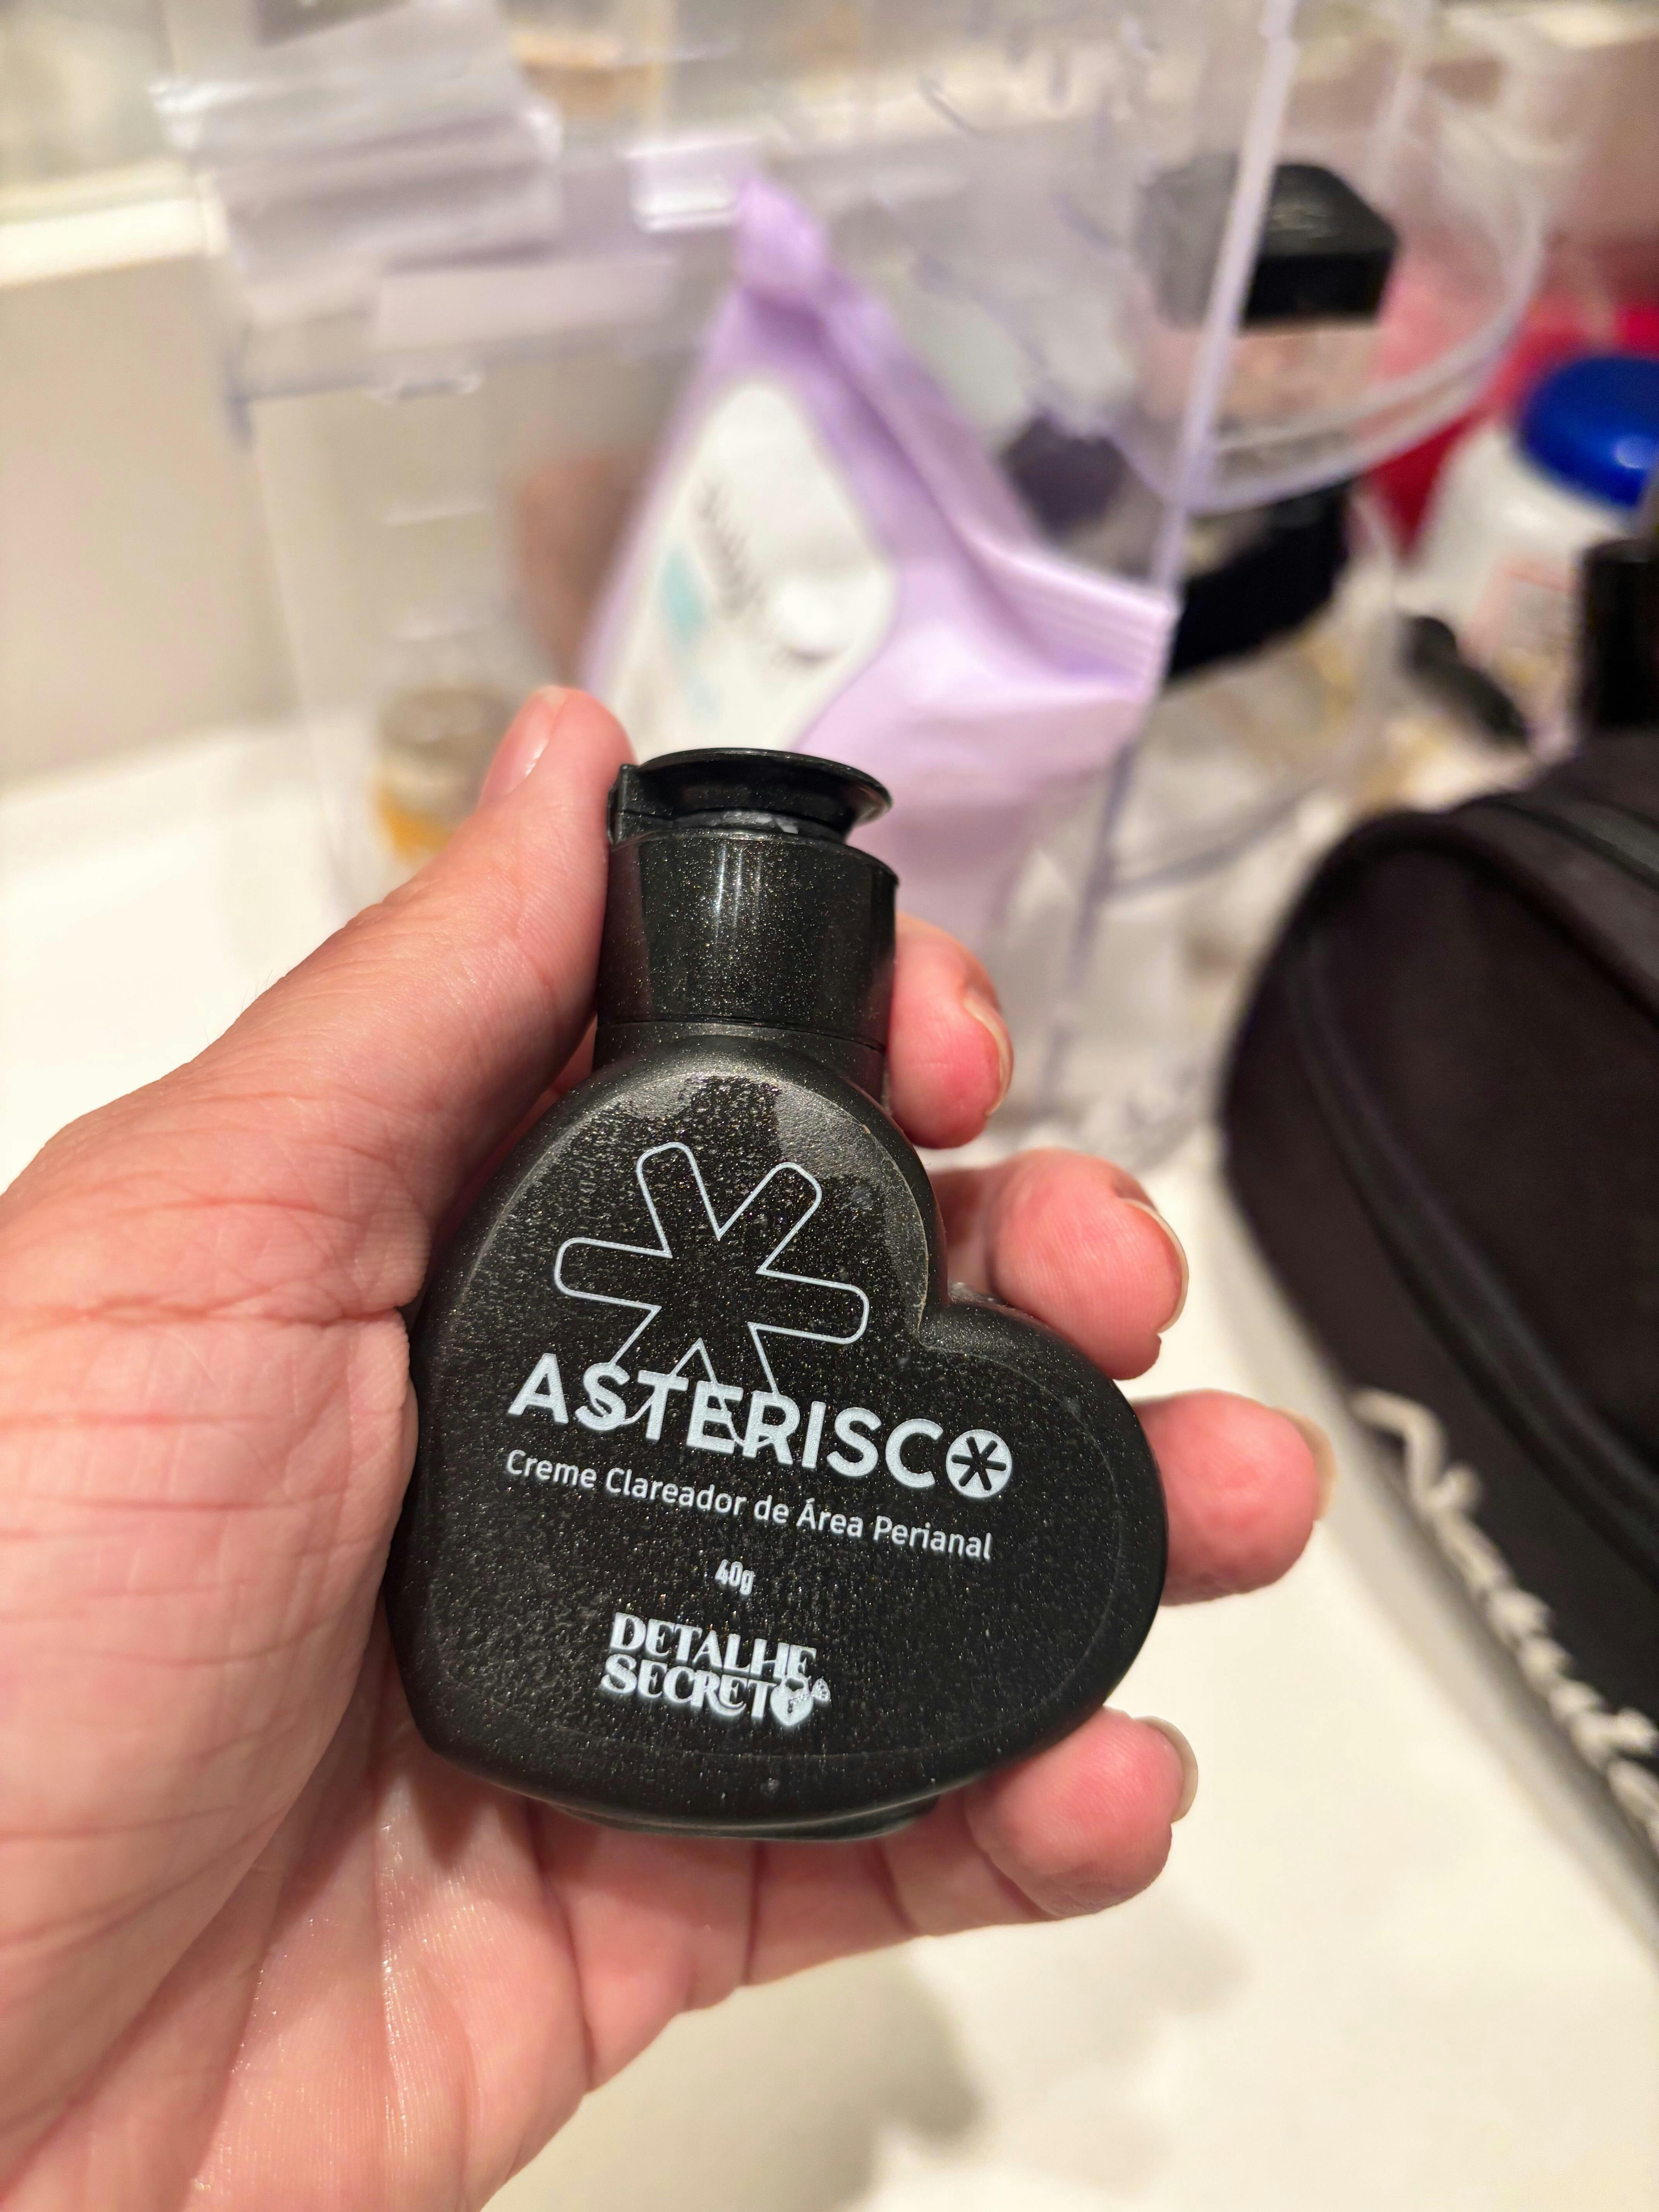 ASTERISCO
Creme Clareador de Área Perianal
40g
DETALHE
SECRETO